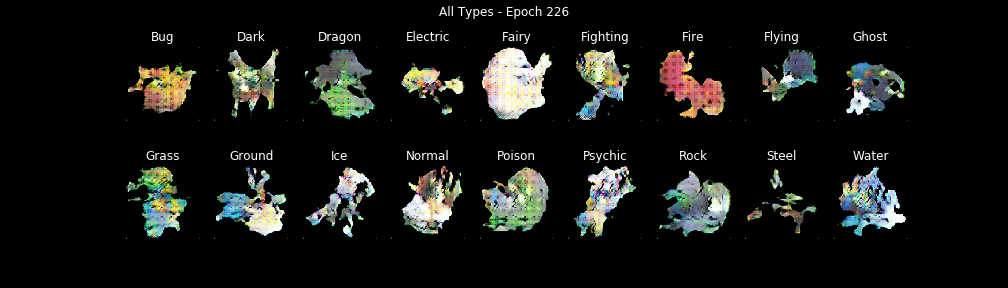 All Types - Epoch 226
Bug Dark Dragon Electric Fairy Fighting Fire Flying Ghost
Grass Ground Ice Normal Poison Psychic Rock Steel Water